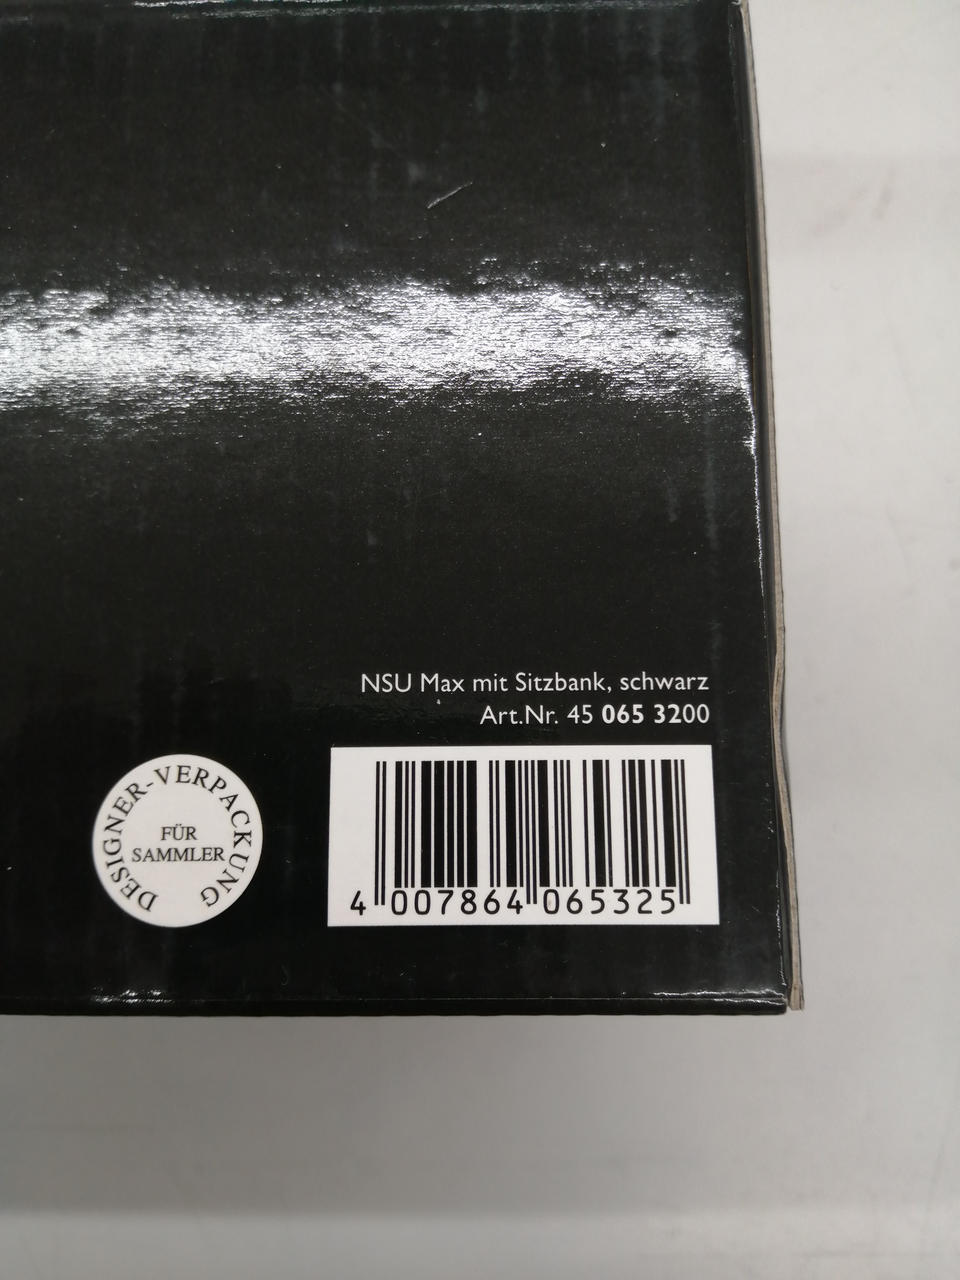 NSU Max mit Sitzbank, schwarz
Art.Nr. 45 065 3200
DESIGNER-VERPACKUNG
FÜR
SAMMLER
4 007864 065325